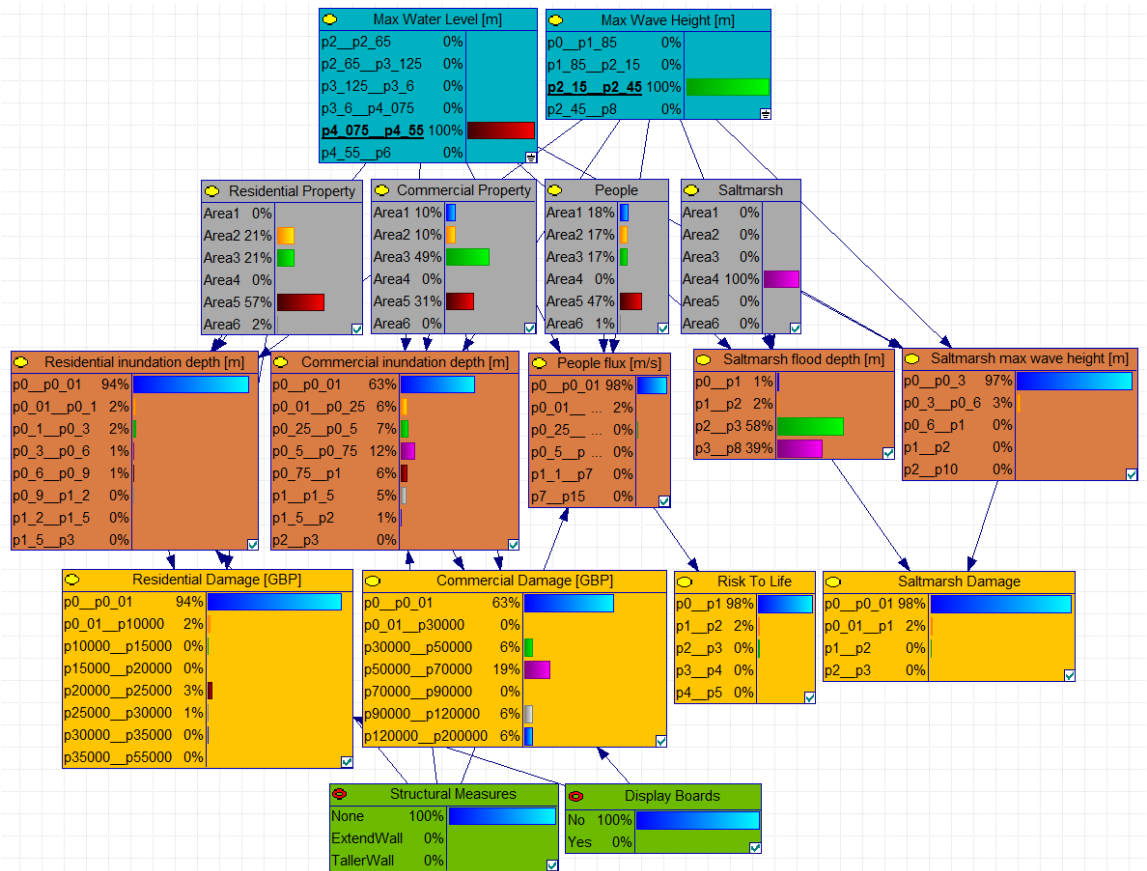 Max Water Level [m]
p2__p2_65 0%
p2_65__p3_125 0%
p3_125__p3_6 0%
p3_6__p4_075 0%
p4_075__p4_55 100%
p4_55__p6 0%
Max Wave Height [m]
p0__p1_85 0%
p1_85__p2_15 0%
p2_15__p2_45 100%
p2_45__p8 0%
Residential Property
Area1 0%
Area2 21%
Area3 21%
Area4 0%
Area5 57%
Area6 2%
Commercial Property
Area1 10%
Area2 10%
Area3 49%
Area4 0%
Area5 31%
Area6 0%
People
Area1 18%
Area2 17%
Area3 17%
Area4 0%
Area5 47%
Area6 1%
Saltmarsh
Area1 0%
Area2 0%
Area3 0%
Area4 100%
Area5 0%
Area6 0%
Residential inundation depth [m]
p0__p0_01 94%
p0_01__p0_1 2%
p0_1__p0_3 2%
p0_3__p0_6 1%
p0_6__p0_9 1%
p0_9__p1_2 0%
p1_2__p1_5 0%
p1_5__p3 0%
Commercial inundation depth [m]
p0__p0_01 63%
p0_01__p0_25 6%
p0_25__p0_5 7%
p0_5__p0_75 12%
p0_75__p1 6%
p1__p1_5 5%
p1_5__p2 1%
p2__p3 0%
People flux [m/s]
p0__p0_01 98%
p0_01__ ... 2%
p0_25__ ... 0%
p0_5__p ... 0%
p1_1__p7 0%
p7__p15 0%
Saltmarsh flood depth [m]
p0__p1 1%
p1__p2 2%
p2__p3 58%
p3__p8 39%
Saltmarsh max wave height [m]
p0__p0_3 97%
p0_3__p0_6 3%
p0_6__p1 0%
p1__p2 0%
p2__p10 0%
Residential Damage [GBP]
p0__p0_01 94%
p0_01__p10000 2%
p10000__p15000 0%
p15000__p20000 0%
p20000__p25000 3%
p25000__p30000 1%
p30000__p35000 0%
p35000__p55000 0%
Commercial Damage [GBP]
p0__p0_01 63%
p0_01__p30000 0%
p30000__p50000 6%
p50000__p70000 19%
p70000__p90000 0%
p90000__p120000 6%
p120000__p200000 6%
Risk To Life
p0__p1 98%
p1__p2 2%
p2__p3 0%
p3__p4 0%
p4__p5 0%
Saltmarsh Damage
p0__p0_01 98%
p0_01__p1 2%
p1__p2 0%
p2__p3 0%
Structural Measures
None 100%
ExtendWall 0%
TallerWall 0%
Display Boards
No 100%
Yes 0%